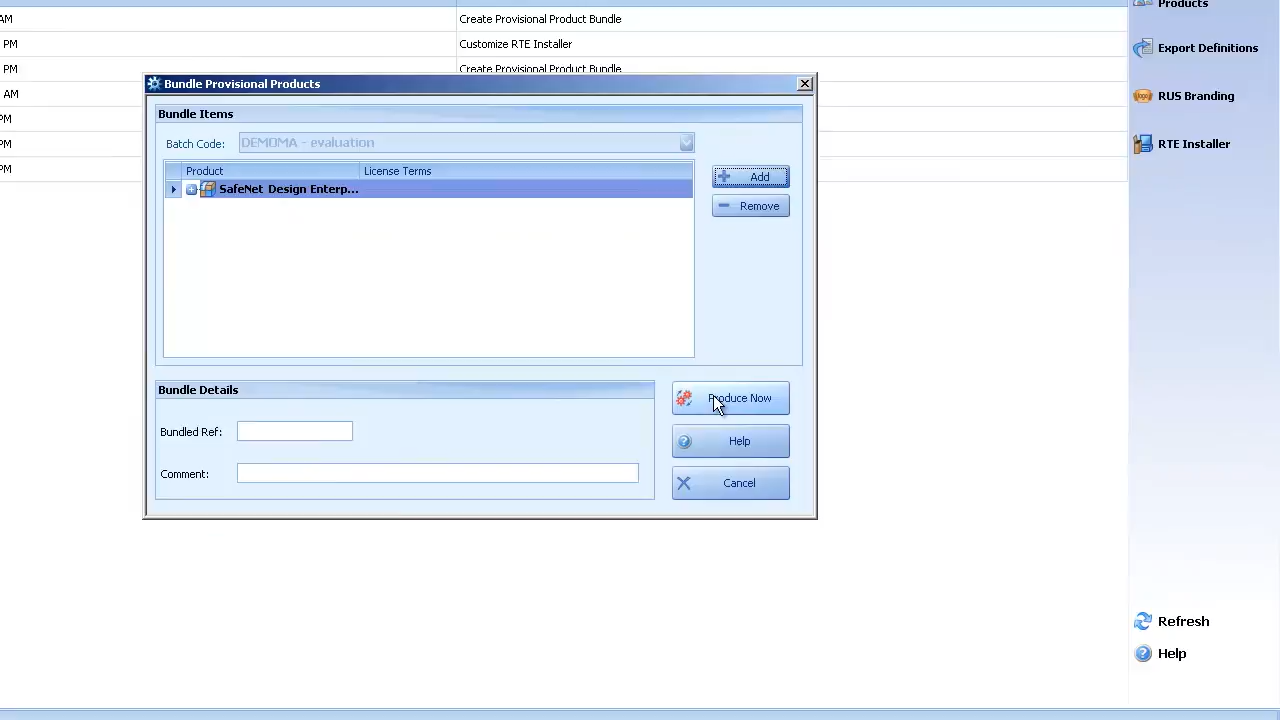 AM
Create Provisional Product Bundle
Products
PM
Customize RTE Installer
Export Definitions
PM
Create Provisional Product Bundle
Bundle Provisional Products
AM
RUS Branding
Bundle Items
PM
Batch Code:
DEMOMA - evaluation
PM
RTE Installer
Product
License Terms
PM
Add
SafeNet Design Enterp...
Remove
Bundle Details
Produce Now
Bundled Ref:
Help
Comment:
Cancel
Refresh
Help